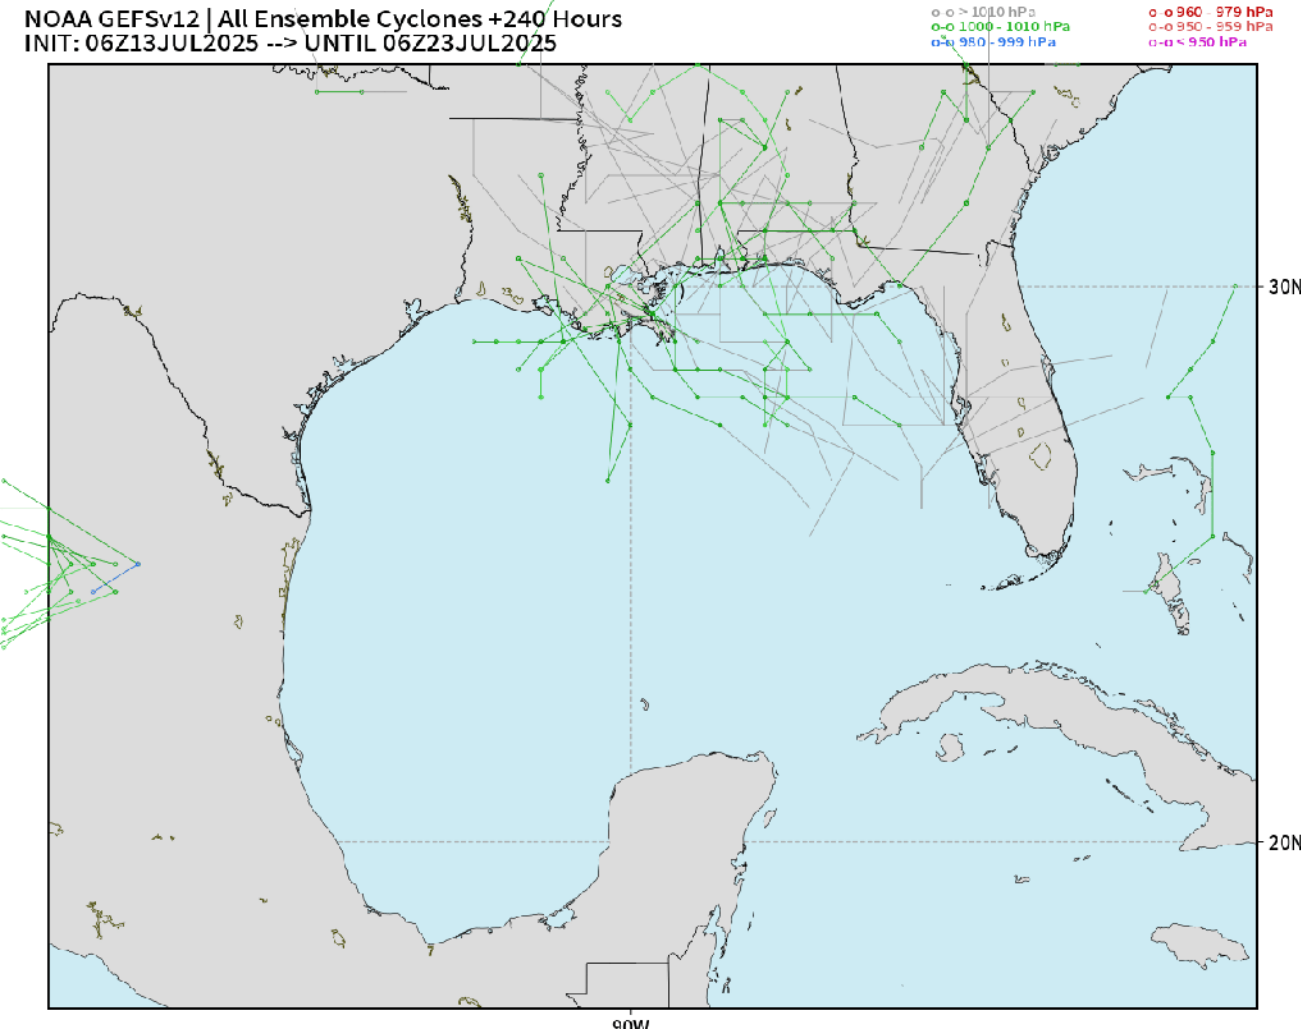 NOAA GEFSv12 | All Ensemble Cyclones +240 Hours
INIT: 06Z13JUL2025 --> UNTIL 06Z23JUL2025
o-o > 1010 hPa
o-o 1000 - 1010 hPa
o-o 980 - 999 hPa
o-o 960 - 979 hPa
o-o 950 - 959 hPa
o-o < 950 hPa
30N
20N
90W